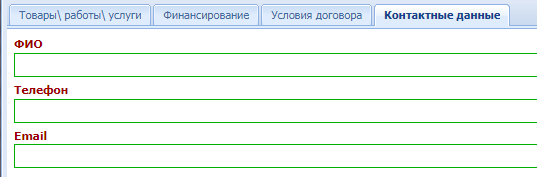 Товары\ работы\ услуги Финансирование Условия договора Контактные данные
ФИО
Телефон
Email